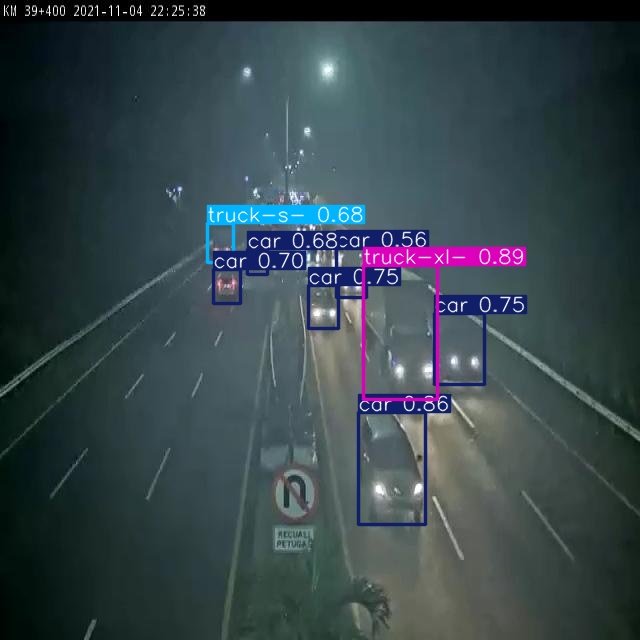 KM 39+400 2021-11-04 22:25:38
truck-s- 0.68
car 0.68
car 0.56
car 0.70
truck-xl- 0.89
car 0.75
car 0.75
car 0.86
KECUALI
PETUGAS